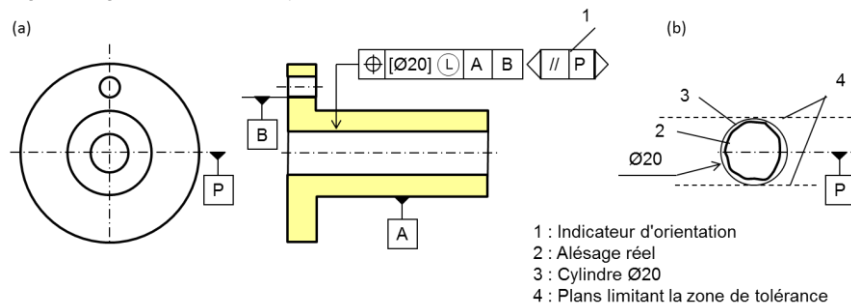 (a)
1
(b)
⌖ [Ø20] Ⓛ A B // P
3
4
2
B
Ø20
P
P
A
1 : Indicateur d'orientation
2 : Alésage réel
3 : Cylindre Ø20
4 : Plans limitant la zone de tolérance